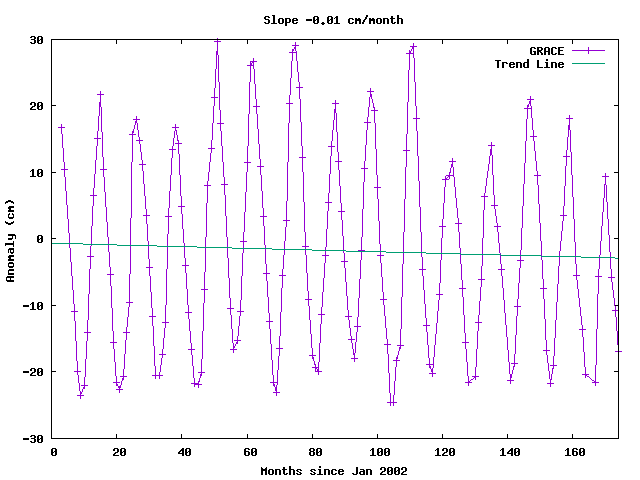 Slope -0.01 cm/month
GRACE
Trend Line
30
20
10
0
-10
-20
-30
Anomaly (cm)
0 20 40 60 80 100 120 140 160
Months since Jan 2002